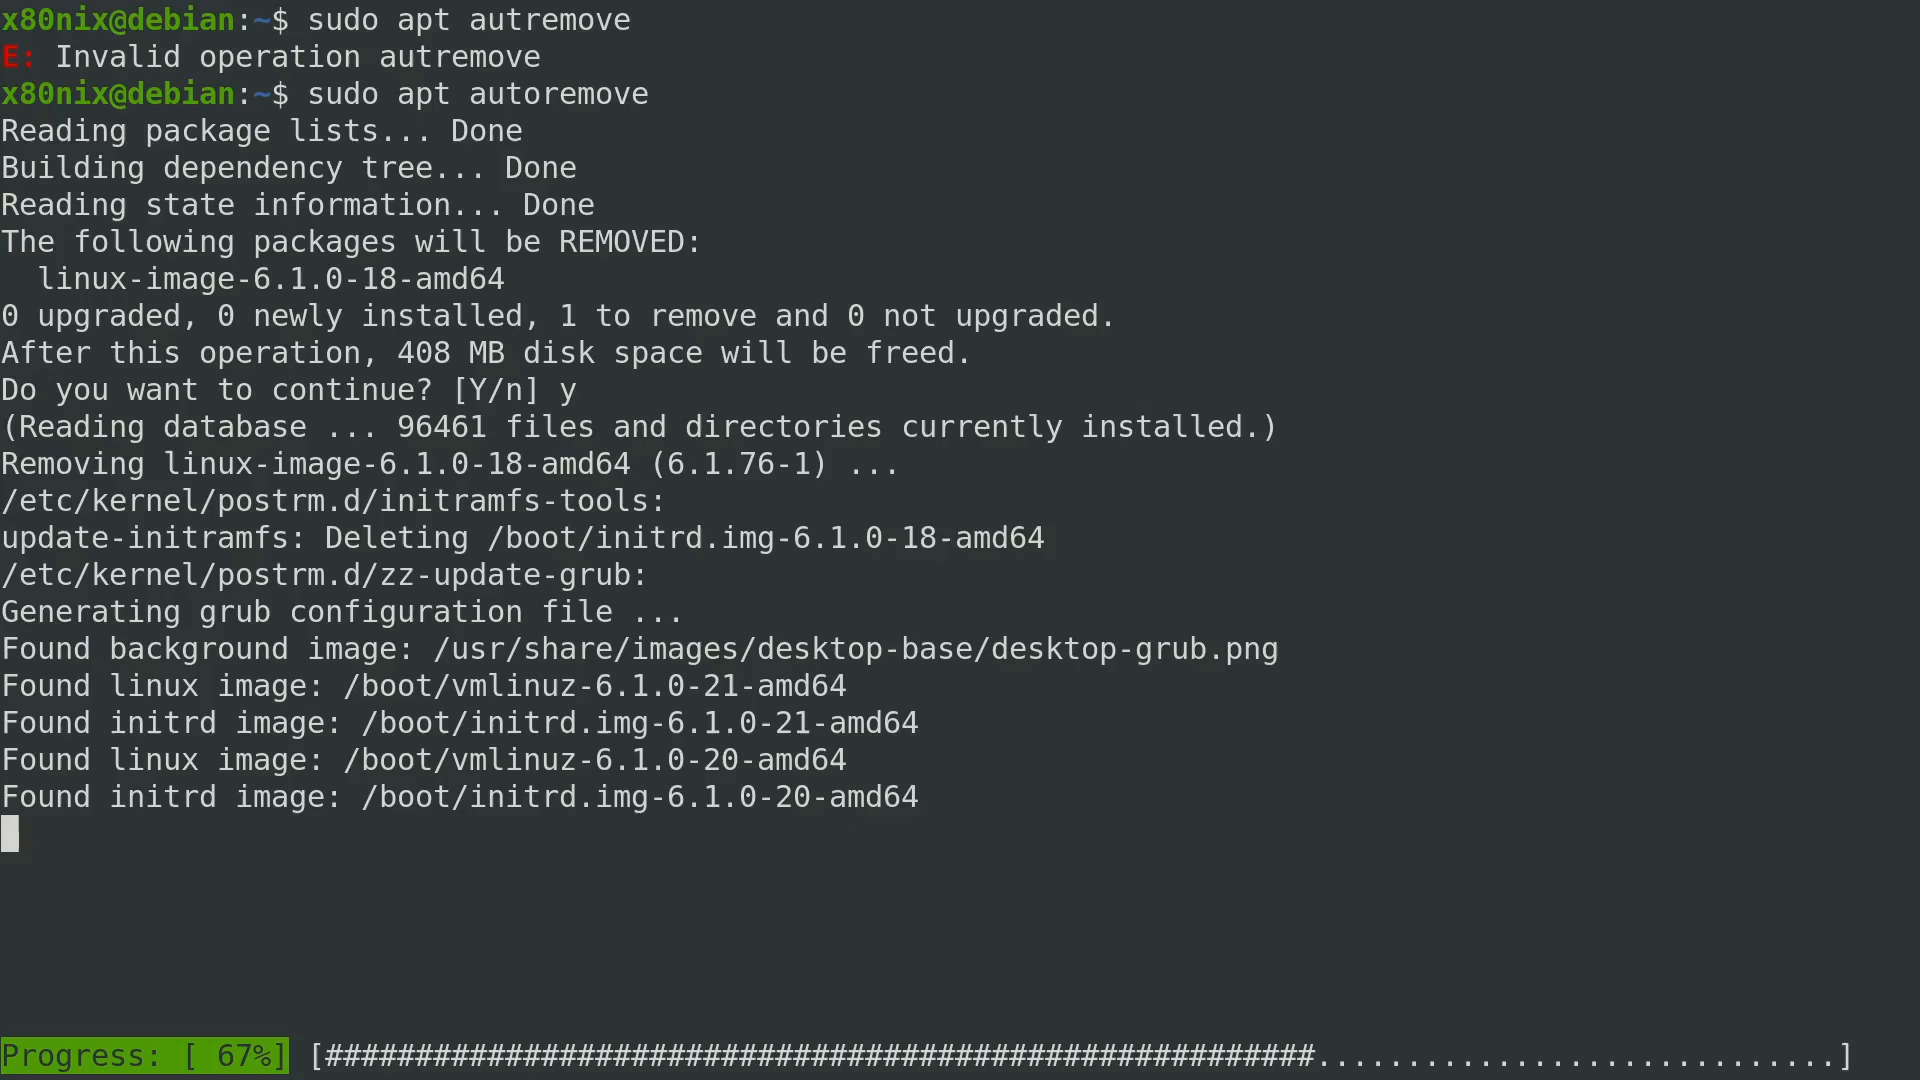 x80nix@debian:~$ sudo apt autremove
E: Invalid operation autremove
x80nix@debian:~$ sudo apt autoremove
Reading package lists... Done
Building dependency tree... Done
Reading state information... Done
The following packages will be REMOVED:
  linux-image-6.1.0-18-amd64
0 upgraded, 0 newly installed, 1 to remove and 0 not upgraded.
After this operation, 408 MB disk space will be freed.
Do you want to continue? [Y/n] y
(Reading database ... 96461 files and directories currently installed.)
Removing linux-image-6.1.0-18-amd64 (6.1.76-1) ...
/etc/kernel/postrm.d/initramfs-tools:
update-initramfs: Deleting /boot/initrd.img-6.1.0-18-amd64
/etc/kernel/postrm.d/zz-update-grub:
Generating grub configuration file ...
Found background image: /usr/share/images/desktop-base/desktop-grub.png
Found linux image: /boot/vmlinuz-6.1.0-21-amd64
Found initrd image: /boot/initrd.img-6.1.0-21-amd64
Found linux image: /boot/vmlinuz-6.1.0-20-amd64
Found initrd image: /boot/initrd.img-6.1.0-20-amd64
Progress: [ 67%] [#######################################################.............................]